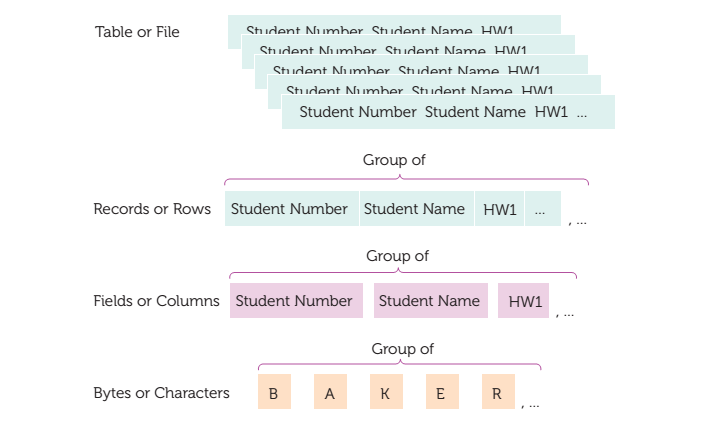 Table or File
Student Number Student Name HW1
Student Number Student Name HW1
Student Number Student Name HW1
Student Number Student Name HW1
Student Number Student Name HW1 ...
Group of
Records or Rows Student Number Student Name HW1 ... , ...
Group of
Fields or Columns Student Number Student Name HW1 , ...
Group of
Bytes or Characters B A K E R , ...